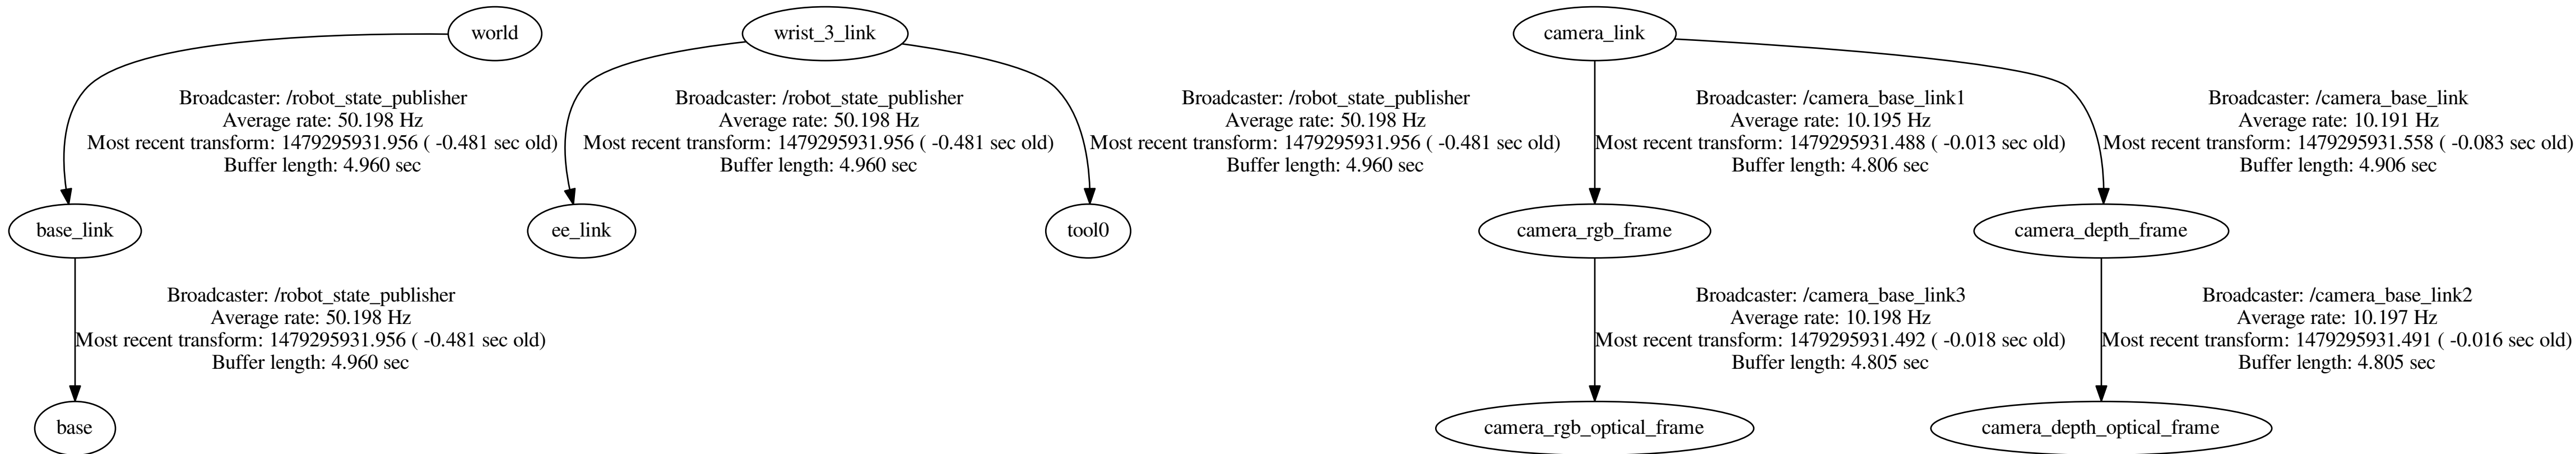 world
wrist_3_link
camera_link
Broadcaster: /robot_state_publisher
Average rate: 50.198 Hz
Most recent transform: 1479295931.956 ( -0.481 sec old)
Buffer length: 4.960 sec
Broadcaster: /robot_state_publisher
Average rate: 50.198 Hz
Most recent transform: 1479295931.956 ( -0.481 sec old)
Buffer length: 4.960 sec
Broadcaster: /robot_state_publisher
Average rate: 50.198 Hz
Most recent transform: 1479295931.956 ( -0.481 sec old)
Buffer length: 4.960 sec
Broadcaster: /camera_base_link1
Average rate: 10.195 Hz
Most recent transform: 1479295931.488 ( -0.013 sec old)
Buffer length: 4.806 sec
Broadcaster: /camera_base_link
Average rate: 10.191 Hz
Most recent transform: 1479295931.558 ( -0.083 sec old)
Buffer length: 4.906 sec
base_link
ee_link
tool0
camera_rgb_frame
camera_depth_frame
Broadcaster: /robot_state_publisher
Average rate: 50.198 Hz
Most recent transform: 1479295931.956 ( -0.481 sec old)
Buffer length: 4.960 sec
Broadcaster: /camera_base_link3
Average rate: 10.198 Hz
Most recent transform: 1479295931.492 ( -0.018 sec old)
Buffer length: 4.805 sec
Broadcaster: /camera_base_link2
Average rate: 10.197 Hz
Most recent transform: 1479295931.491 ( -0.016 sec old)
Buffer length: 4.805 sec
base
camera_rgb_optical_frame
camera_depth_optical_frame